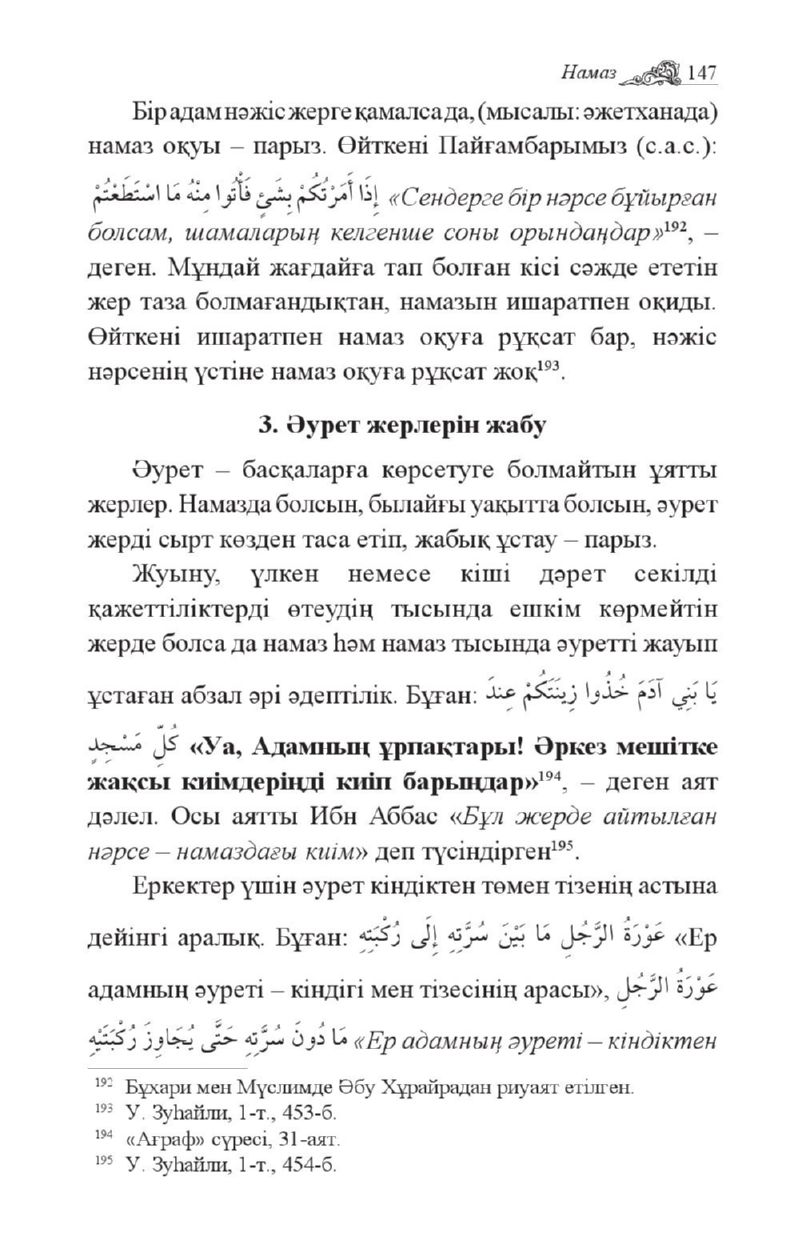 Намаз 147
Бір адам нәжіс жерге қамалса да, (мысалы: әжетханада)
намаз оқуы – парыз. Өйткені Пайғамбарымыз (с.а.с.):
إِذَا أَمَرْتُكُمْ بِشَيْئٍ فَأْتُوا مِنْهُ مَا اسْتَطَعْتُمْ «Сендерге бір нәрсе бұйырған
болсам, шамаларың келгенше соны орындаңдар»¹⁹², –
деген. Мұндай жағдайға тап болған кісі сәжде ететін
жер таза болмағандықтан, намазын ишаратпен оқиды.
Өйткені ишаратпен намаз оқуға рұқсат бар, нәжіс
нәрсенің үстіне намаз оқуға рұқсат жоқ¹⁹³.
3. Әурет жерлерін жабу
Әурет – басқаларға көрсетуге болмайтын ұятты
жерлер. Намазда болсын, былайғы уақытта болсын, әурет
жерді сырт көзден таса етіп, жабық ұстау – парыз.
Жуыну, үлкен немесе кіші дәрет секілді
қажеттіліктерді өтеудің тысында ешкім көрмейтін
жерде болса да намаз һәм намаз тысында әуретті жауып
ұстаған абзал әрі әдептілік. Бұған: يَا بَنِي آدَمَ خُذُوا زِينَتَكُمْ عِندَ
كُلِّ مَسْجِدٍ «Уа, Адамның ұрпақтары! Әркез мешітке
жақсы киімдеріңді киіп барыңдар»¹⁹⁴, – деген аят
дәлел. Осы аятты Ибн Аббас «Бұл жерде айтылған
нәрсе – намаздағы киім» деп түсіндірген¹⁹⁵.
Еркектер үшін әурет кіндіктен төмен тізенің астына
дейінгі аралық. Бұған: عَوْرَةُ الرَّجُلِ مَا بَيْنَ سُرَّتِهِ إِلَى رُكْبَتِهِ «Ер
адамның әуреті – кіндігі мен тізесінің арасы», عَوْرَةُ الرَّجُلِ
مَا دُونَ سُرَّتِهِ حَتَّى يُجَاوِزَ رُكْبَتَيْهِ «Ер адамның әуреті – кіндіктен
¹⁹² Бұхари мен Мүслимде Әбу Хұрайрадан риуаят етілген.
¹⁹³ У. Зуһайли, 1-т., 453-б.
¹⁹⁴ «Ағраф» сүресі, 31-аят.
¹⁹⁵ У. Зуһайли, 1-т., 454-б.